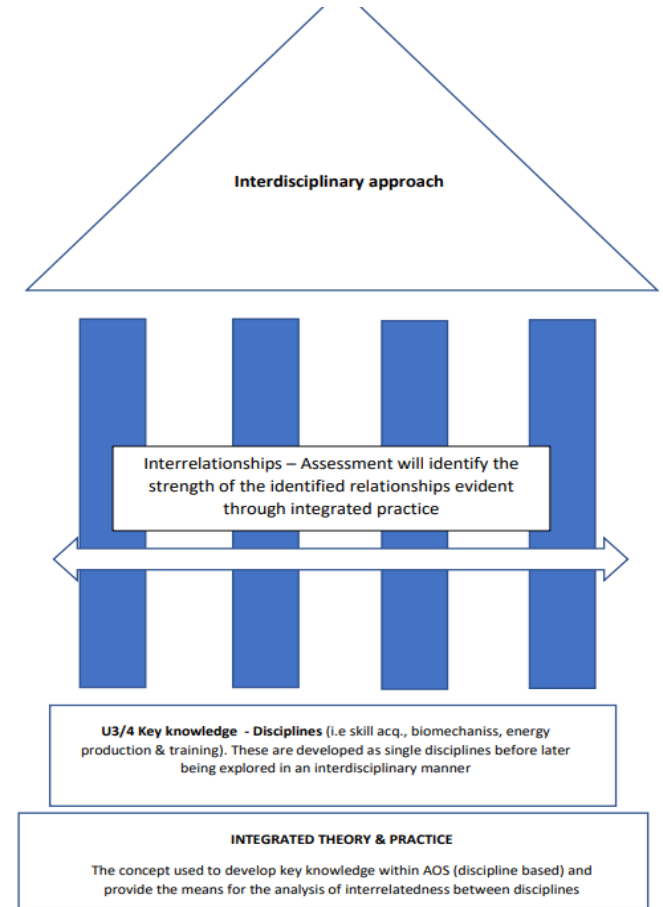 Interdisciplinary approach
Interrelationships – Assessment will identify the
strength of the identified relationships evident
through integrated practice
U3/4 Key knowledge - Disciplines (i.e skill acq., biomechaniss, energy
production & training). These are developed as single disciplines before later
being explored in an interdisciplinary manner
INTEGRATED THEORY & PRACTICE
The concept used to develop key knowledge within AOS (discipline based) and
provide the means for the analysis of interrelatedness between disciplines